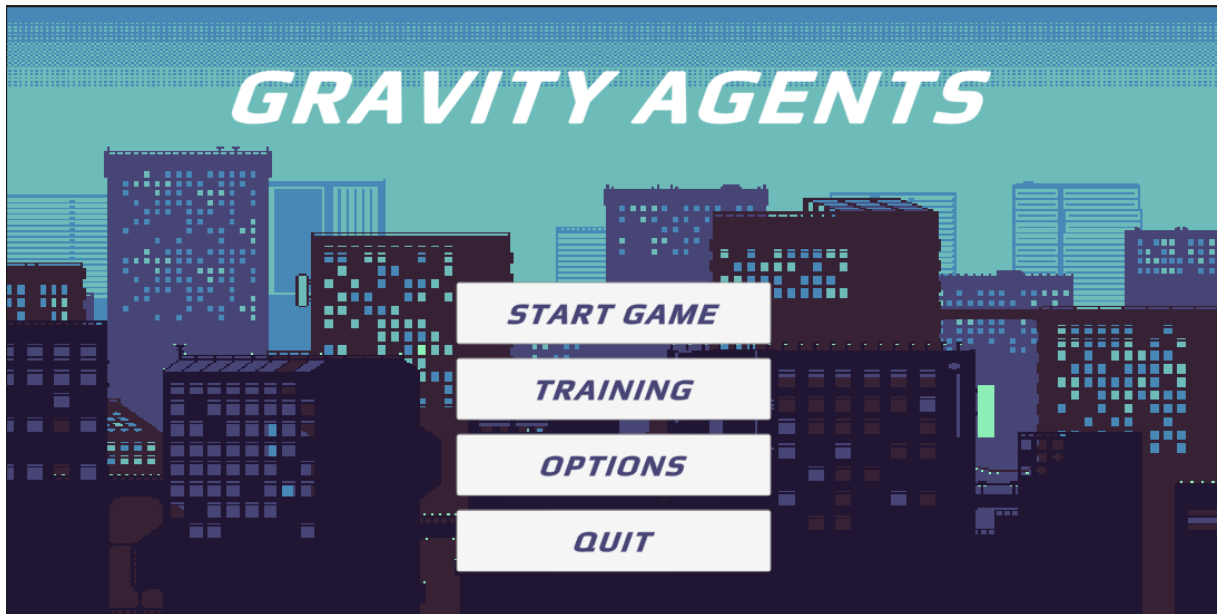 GRAVITY AGENTS
START GAME
TRAINING
OPTIONS
QUIT